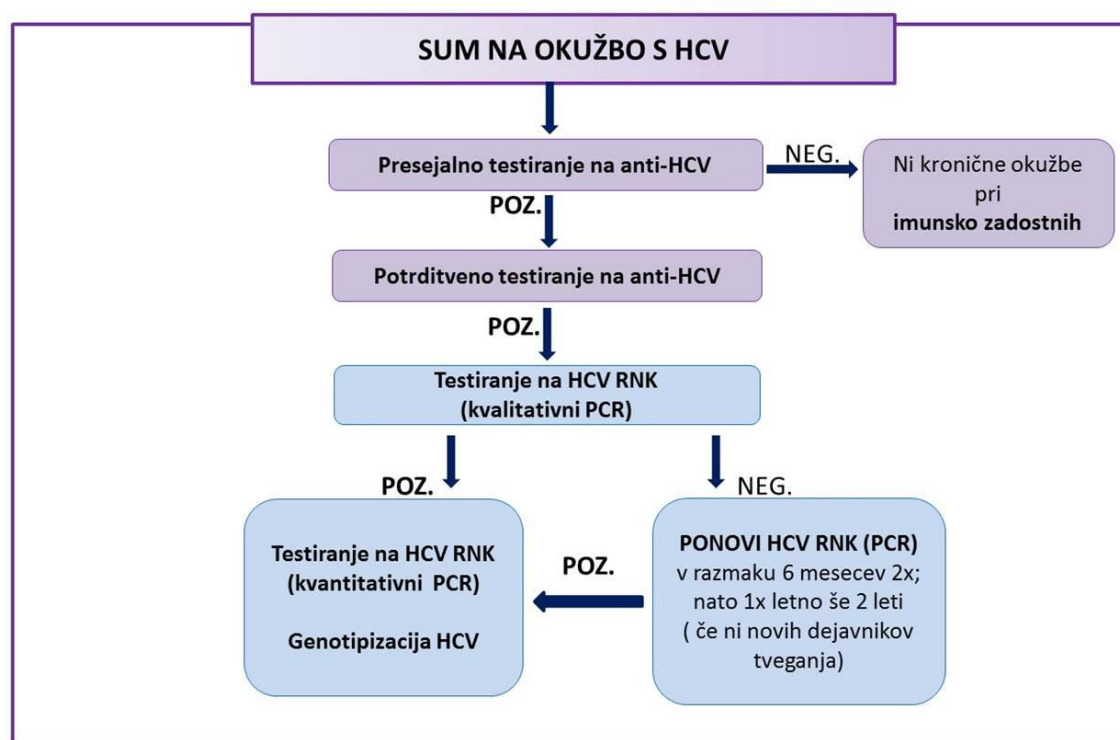 SUM NA OKUŽBO S HCV
Presejalno testiranje na anti-HCV
NEG.
Ni kronične okužbe
pri
imunsko zadostnih
POZ.
Potrditveno testiranje na anti-HCV
POZ.
Testiranje na HCV RNK
(kvalitativni PCR)
POZ.
NEG.
Testiranje na HCV RNK
(kvantitativni PCR)
Genotipizacija HCV
POZ.
PONOVI HCV RNK (PCR)
v razmaku 6 mesecev 2x;
nato 1x letno še 2 leti
( če ni novih dejavnikov
tveganja)